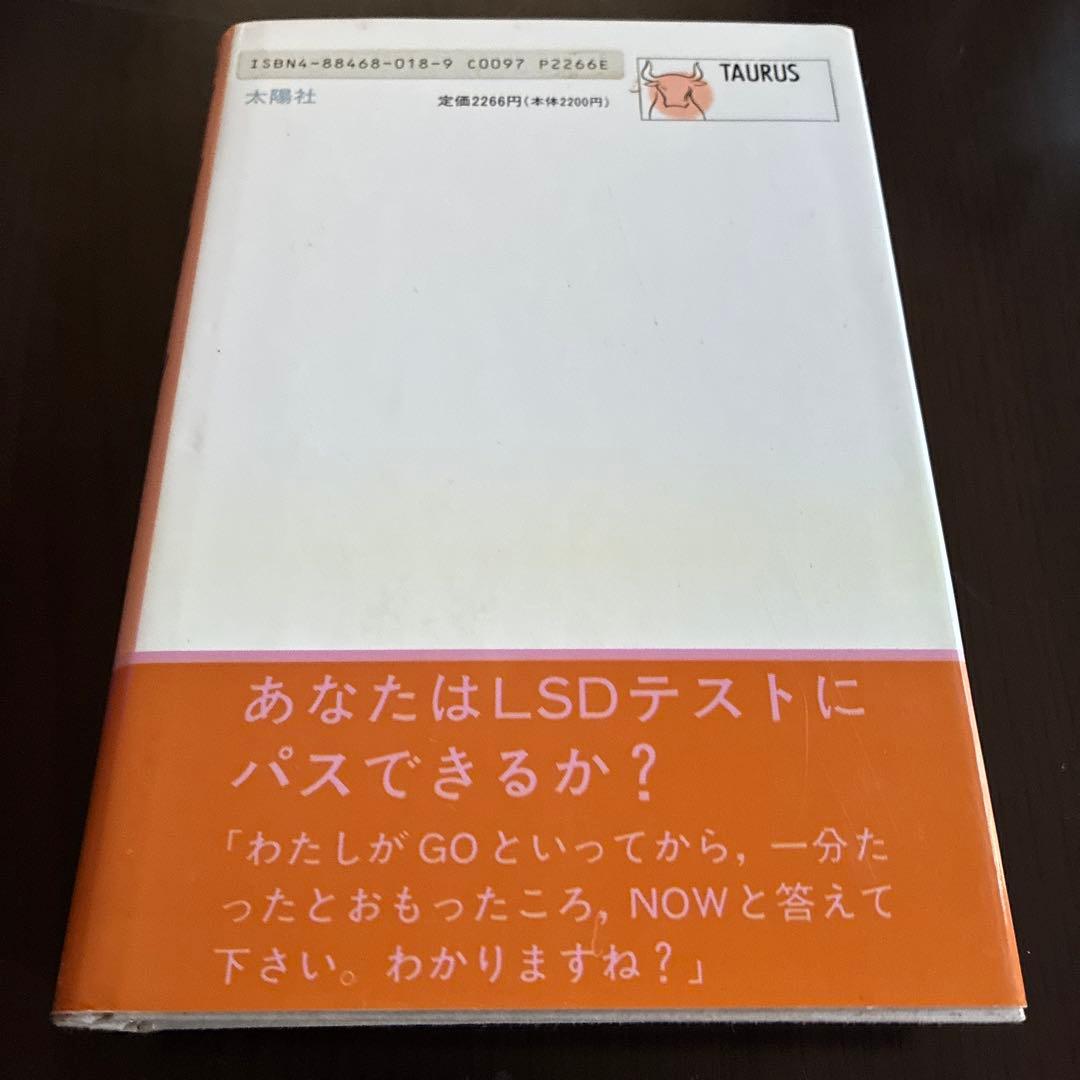 ISBN4-88468-018-9 C0097 P2266E
TAURUS
太陽社
定価2266円(本体2200円)
あなたはLSDテストに
パスできるか?
「わたしがGOといってから,一分た
ったとおもったころ,NOWと答えて
下さい。わかりますね?」